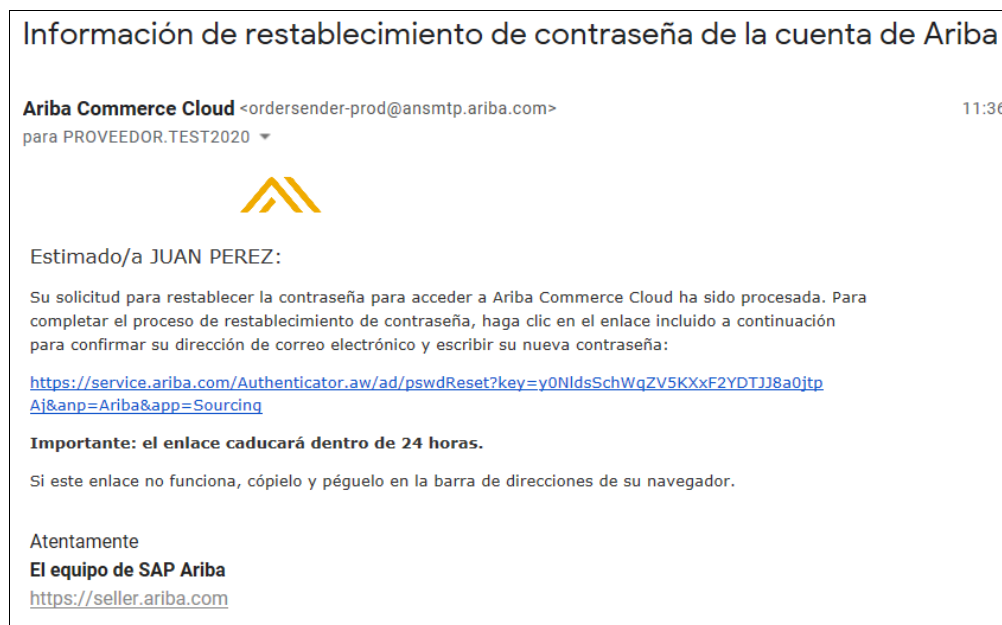 Información de restablecimiento de contraseña de la cuenta de Ariba
Ariba Commerce Cloud <ordersender-prod@ansmtp.ariba.com> 11:36
para PROVEEDOR.TEST2020
Estimado/a JUAN PEREZ:
Su solicitud para restablecer la contraseña para acceder a Ariba Commerce Cloud ha sido procesada. Para
completar el proceso de restablecimiento de contraseña, haga clic en el enlace incluido a continuación
para confirmar su dirección de correo electrónico y escribir su nueva contraseña:
https://service.ariba.com/Authenticator.aw/ad/pswdReset?key=y0NldsSchWqZV5KXxF2YDTJJ8a0jtp
Aj&anp=Ariba&app=Sourcing
Importante: el enlace caducará dentro de 24 horas.
Si este enlace no funciona, cópielo y péguelo en la barra de direcciones de su navegador.
Atentamente
El equipo de SAP Ariba
https://seller.ariba.com